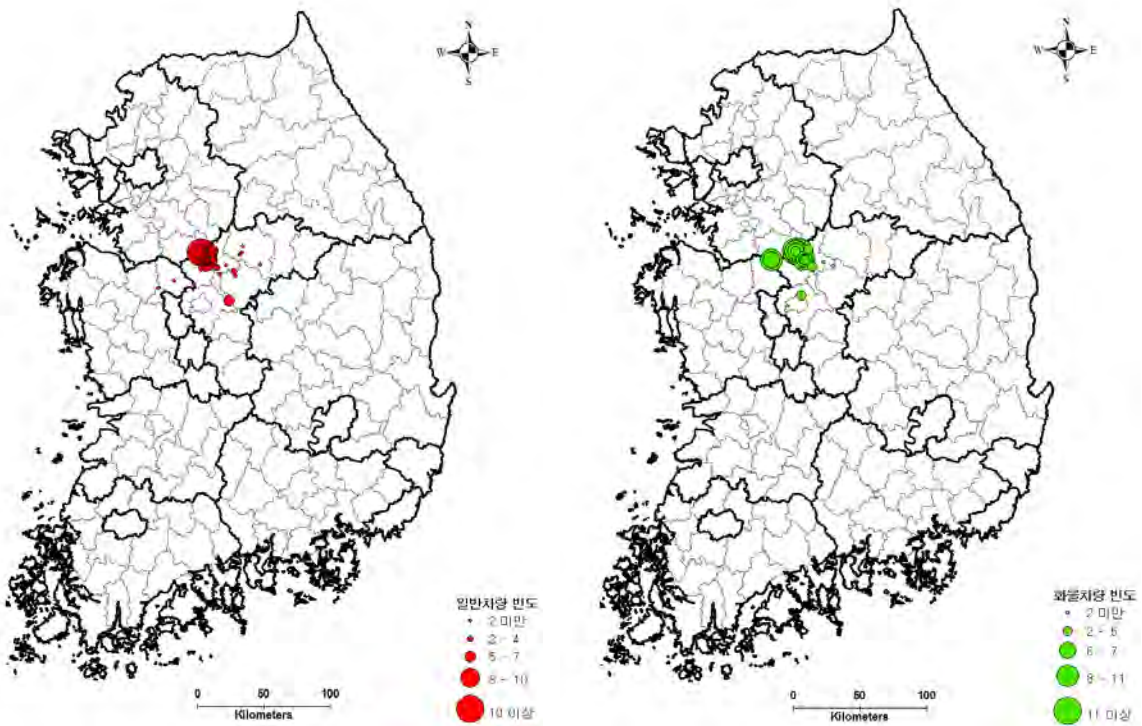 N
W E
S
일반차량 빈도
2 미만
2 - 4
5 - 7
8 - 10
10 이상
0 50 100
Kilometers
N
W E
S
화물차량 빈도
2 미만
2 - 5
6 - 7
8 - 11
11 이상
0 50 100
Kilometers